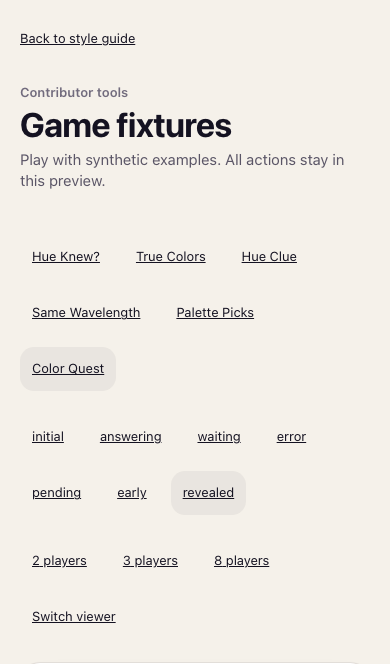 Back to style guide
Contributor tools
Game fixtures
Play with synthetic examples. All actions stay in
this preview.
Hue Knew? True Colors Hue Clue
Same Wavelength Palette Picks
Color Quest
initial answering waiting error
pending early revealed
2 players 3 players 8 players
Switch viewer